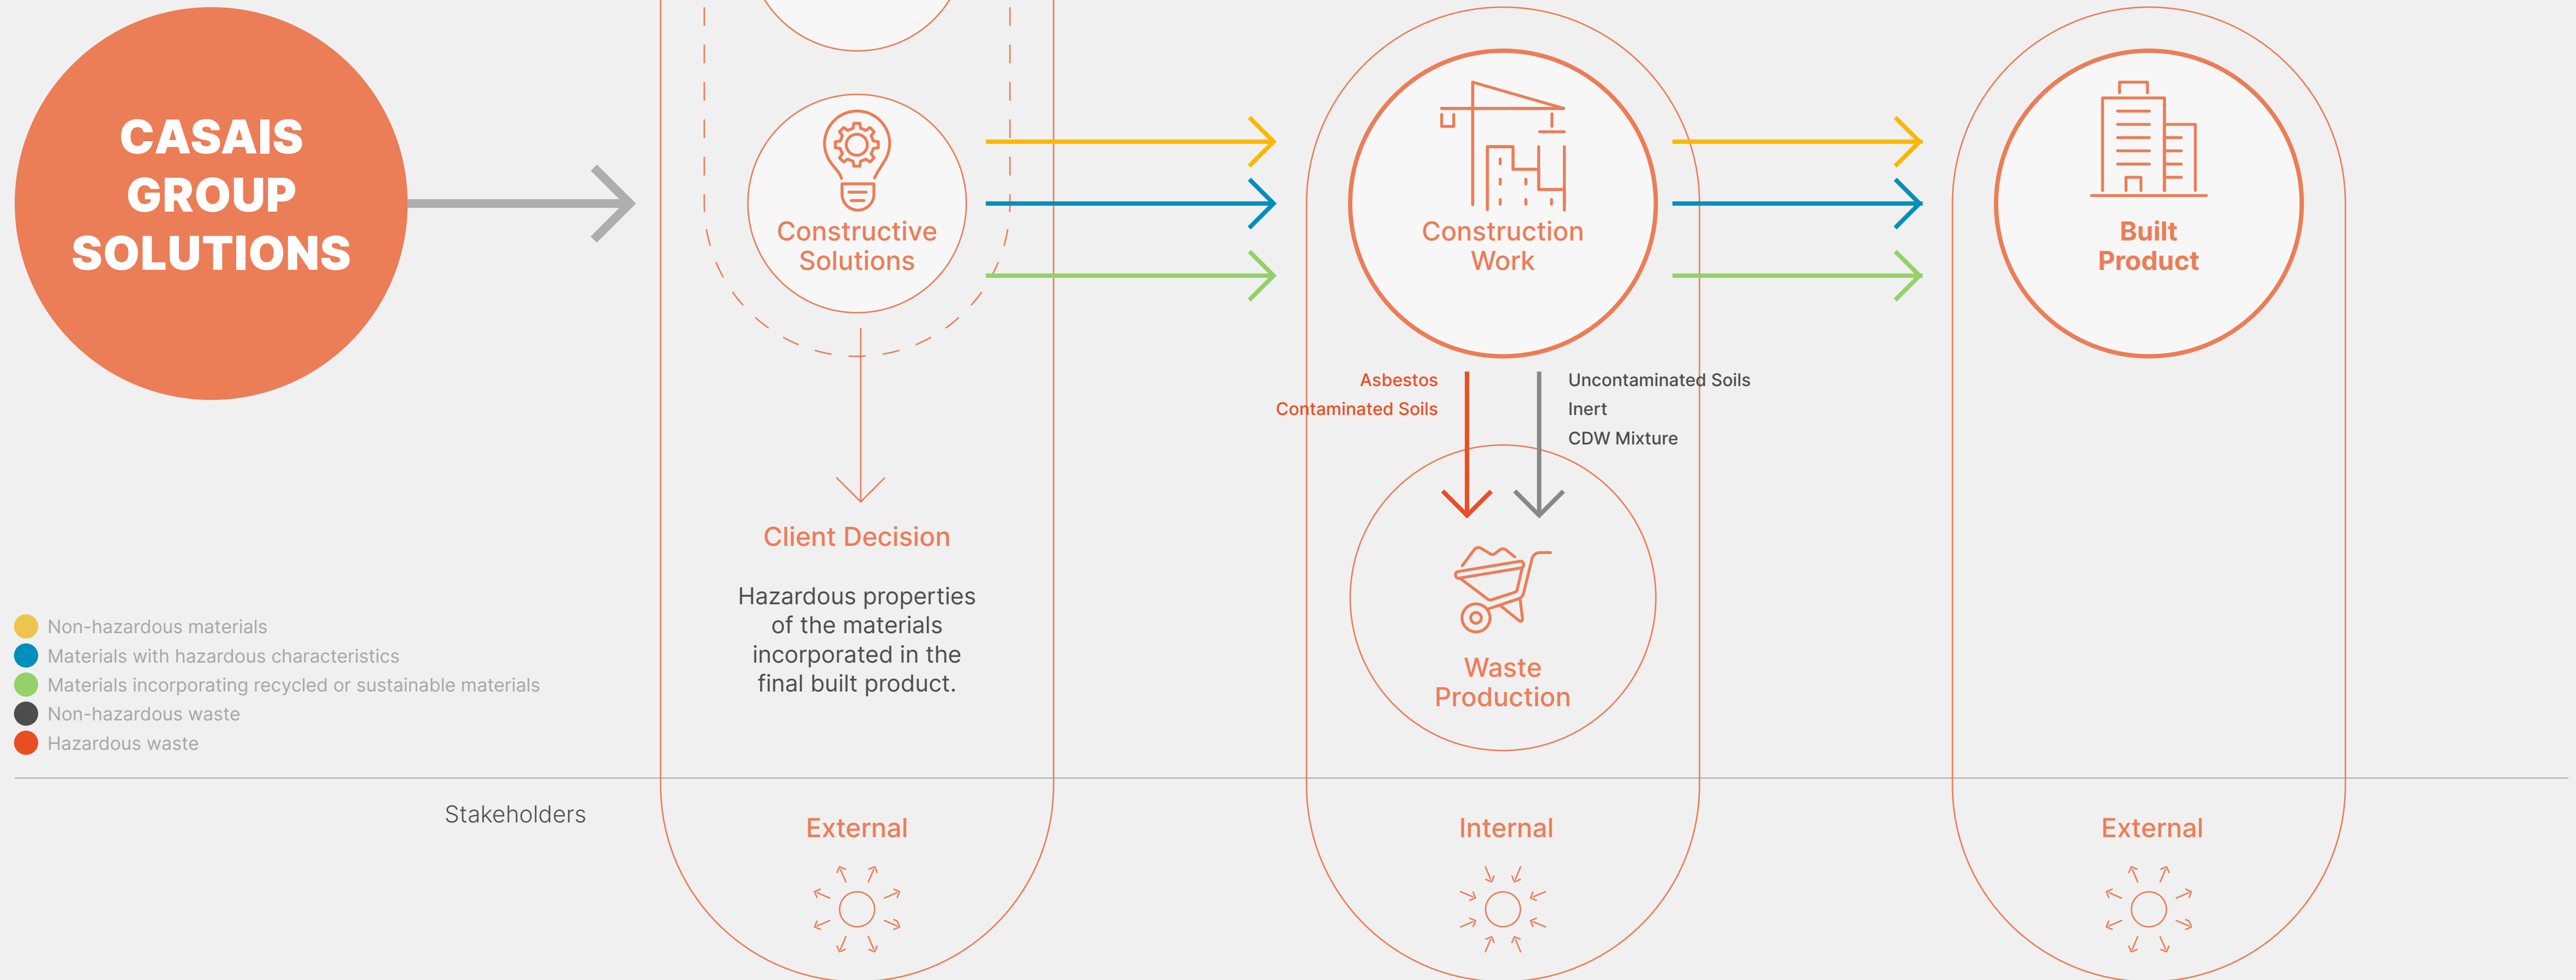 CASAIS
GROUP
SOLUTIONS
Constructive
Solutions
Client Decision
Hazardous properties
of the materials
incorporated in the
final built product.
Construction
Work
Asbestos
Contaminated Soils
Uncontaminated Soils
Inert
CDW Mixture
Waste
Production
Built
Product
Non-hazardous materials
Materials with hazardous characteristics
Materials incorporating recycled or sustainable materials
Non-hazardous waste
Hazardous waste
Stakeholders
External
Internal
External